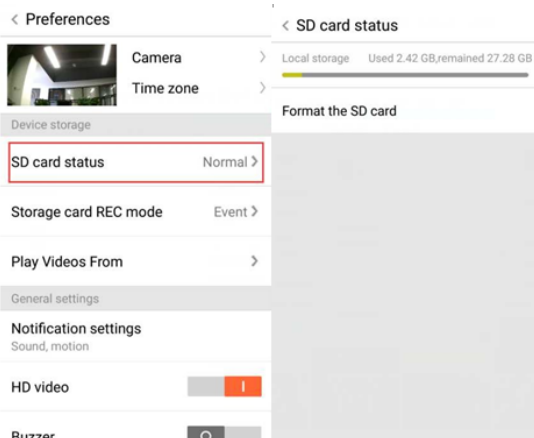 Preferences
Camera
Time zone
Device storage
SD card status Normal
Storage card REC mode Event
Play Videos From
General settings
Notification settings
Sound, motion
HD video
Buzzer
SD card status
Local storage Used 2.42 GB,remained 27.28 GB
Format the SD card